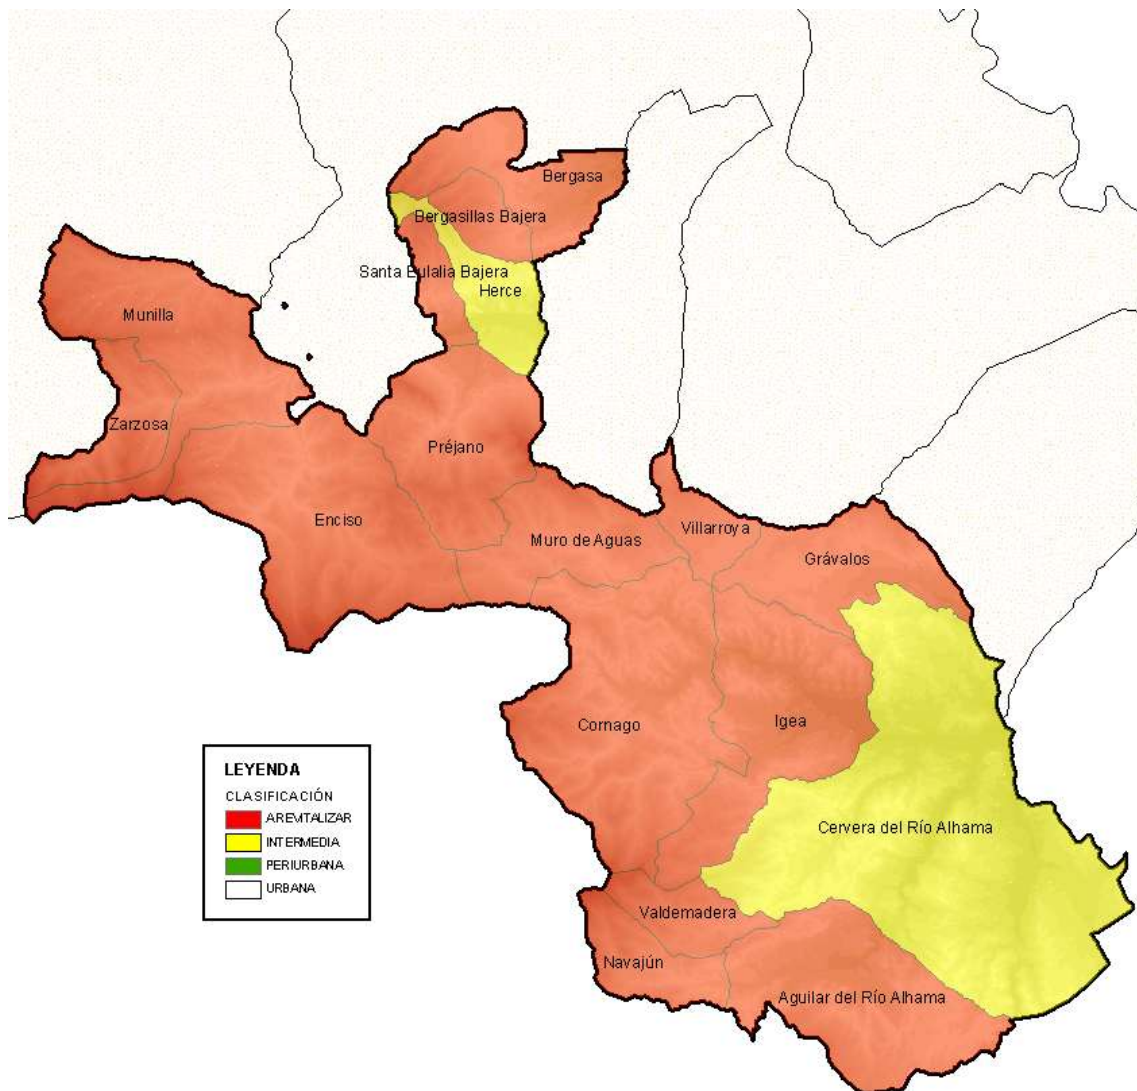 Bergasa
Bergasillas Bajera
Santa Eulalia Bajera
Herce
Munilla
Zarzosa
Préjano
Enciso
Muro de Aguas
Villarroya
Grávalos
Cornago
Igea
Cervera del Río Alhama
Valdemadera
Navajún
Aguilar del Río Alhama
LEYENDA
CLASIFICACIÓN
A REVITALIZAR
INTERMEDIA
PERIURBANA
URBANA